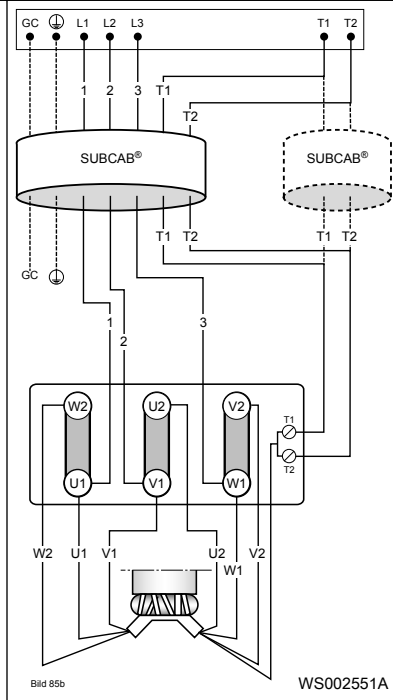 GC ⏚ L1 L2 L3 T1 T2
1 2 3 T1
T2
SUBCAB® SUBCAB®
T1 T2 T1 T2
GC ⏚
1 2 3
W2 U2 V2
T1
T2
U1 V1 W1
W2 U1 V1 U2 W1 V2
Bild 85b WS002551A